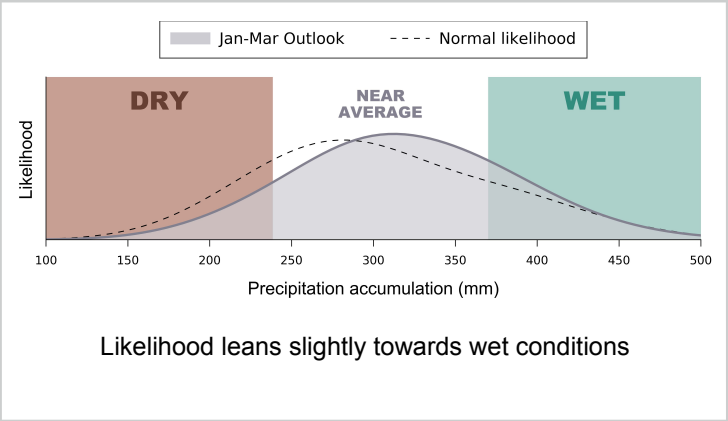 Jan-Mar Outlook
Normal likelihood
DRY
NEAR
AVERAGE
WET
Likelihood
100 150 200 250 300 350 400 450 500
Precipitation accumulation (mm)
Likelihood leans slightly towards wet conditions